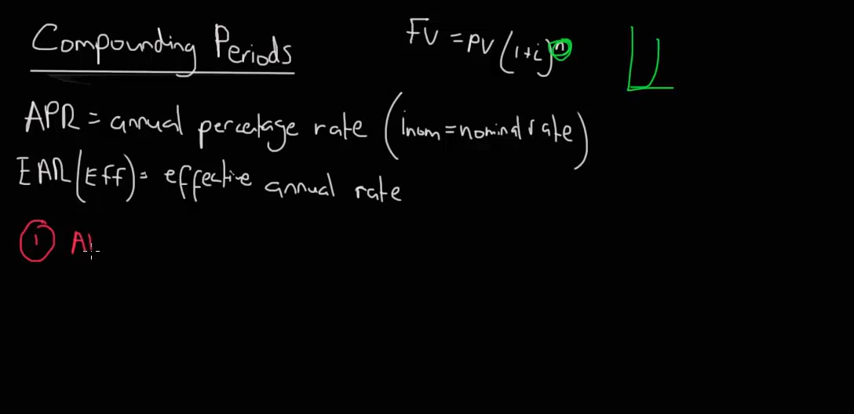 Compounding Periods
FV = PV (1+i)^n
APR = annual percentage rate (inom = nominal rate)
EAR (Eff) = effective annual rate
① A